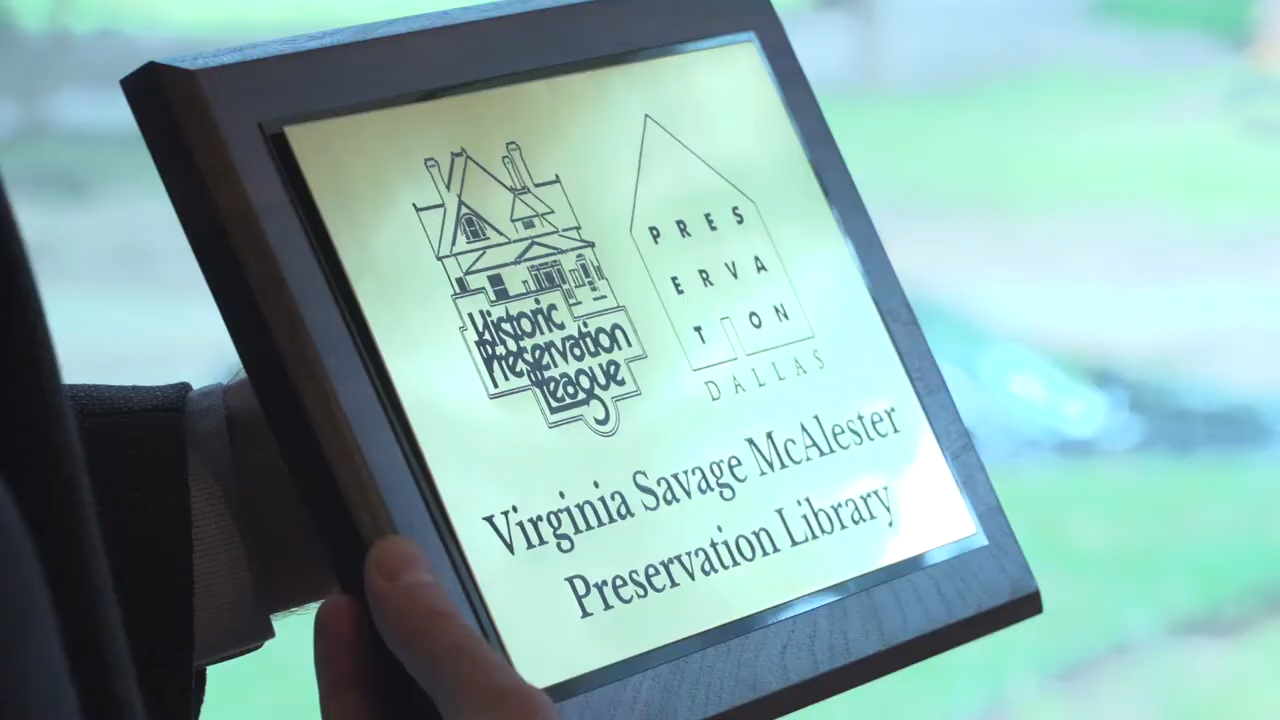 Historic
Preservation
League
PRES
ERVA
T ON
DALLAS
Virginia Savage McAlester
Preservation Library